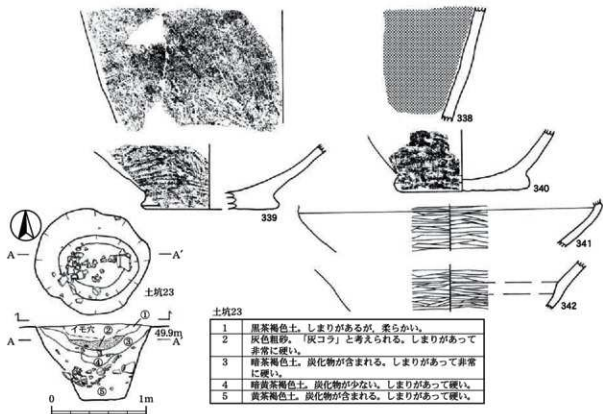 338
339
340
341
342
A
A´
土坑23
①
イモ穴
②
③
49.9m
A
A´
④
⑤
0
1m
土坑23
1 黒茶褐色土。しまりがあるが、柔らかい。
2 灰色粗砂。「灰コラ」と考えられる。しまりがあって
非常に硬い。
3 暗茶褐色土。炭化物が含まれる。しまりがあって非常
に硬い。
4 暗黄茶褐色土。炭化物が少ない。しまりがあって硬い。
5 黄茶褐色土。炭化物が含まれる。しまりがあって硬い。